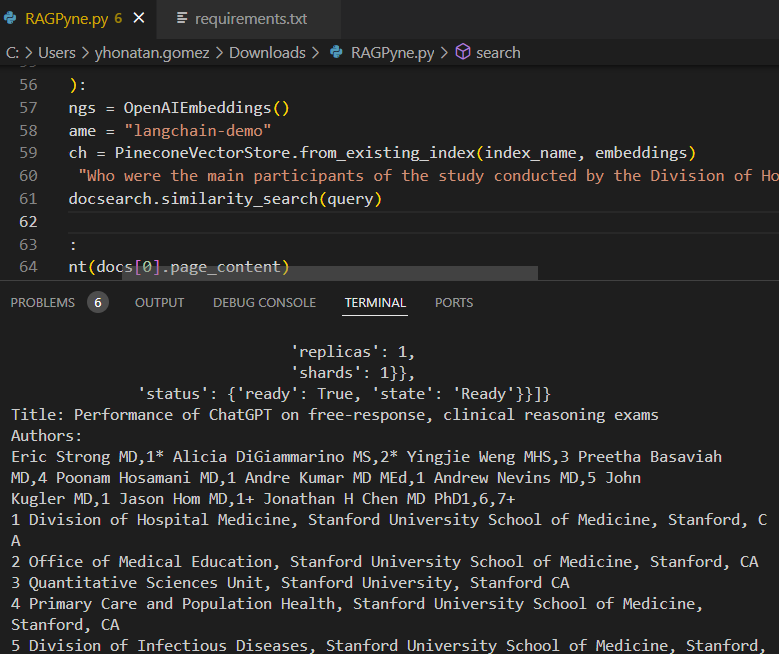 RAGPyne.py 6 ✕ requirements.txt
C: > Users > yhonatan.gomez > Downloads > RAGPyne.py > search
56 ):
57 ngs = OpenAIEmbeddings()
58 ame = "langchain-demo"
59 ch = PineconeVectorStore.from_existing_index(index_name, embeddings)
60 "Who were the main participants of the study conducted by the Division of Ho
61 docsearch.similarity_search(query)
62
63 :
64 nt(docs[0].page_content)
PROBLEMS 6 OUTPUT DEBUG CONSOLE TERMINAL PORTS
'replicas': 1,
'shards': 1}},
'status': {'ready': True, 'state': 'Ready'}}]}
Title: Performance of ChatGPT on free-response, clinical reasoning exams
Authors:
Eric Strong MD,1* Alicia DiGiammarino MS,2* Yingjie Weng MHS,3 Preetha Basaviah
MD,4 Poonam Hosamani MD,1 Andre Kumar MD MEd,1 Andrew Nevins MD,5 John
Kugler MD,1 Jason Hom MD,1+ Jonathan H Chen MD PhD1,6,7+
1 Division of Hospital Medicine, Stanford University School of Medicine, Stanford, C
A
2 Office of Medical Education, Stanford University School of Medicine, Stanford, CA
3 Quantitative Sciences Unit, Stanford University, Stanford CA
4 Primary Care and Population Health, Stanford University School of Medicine,
Stanford, CA
5 Division of Infectious Diseases, Stanford University School of Medicine, Stanford,